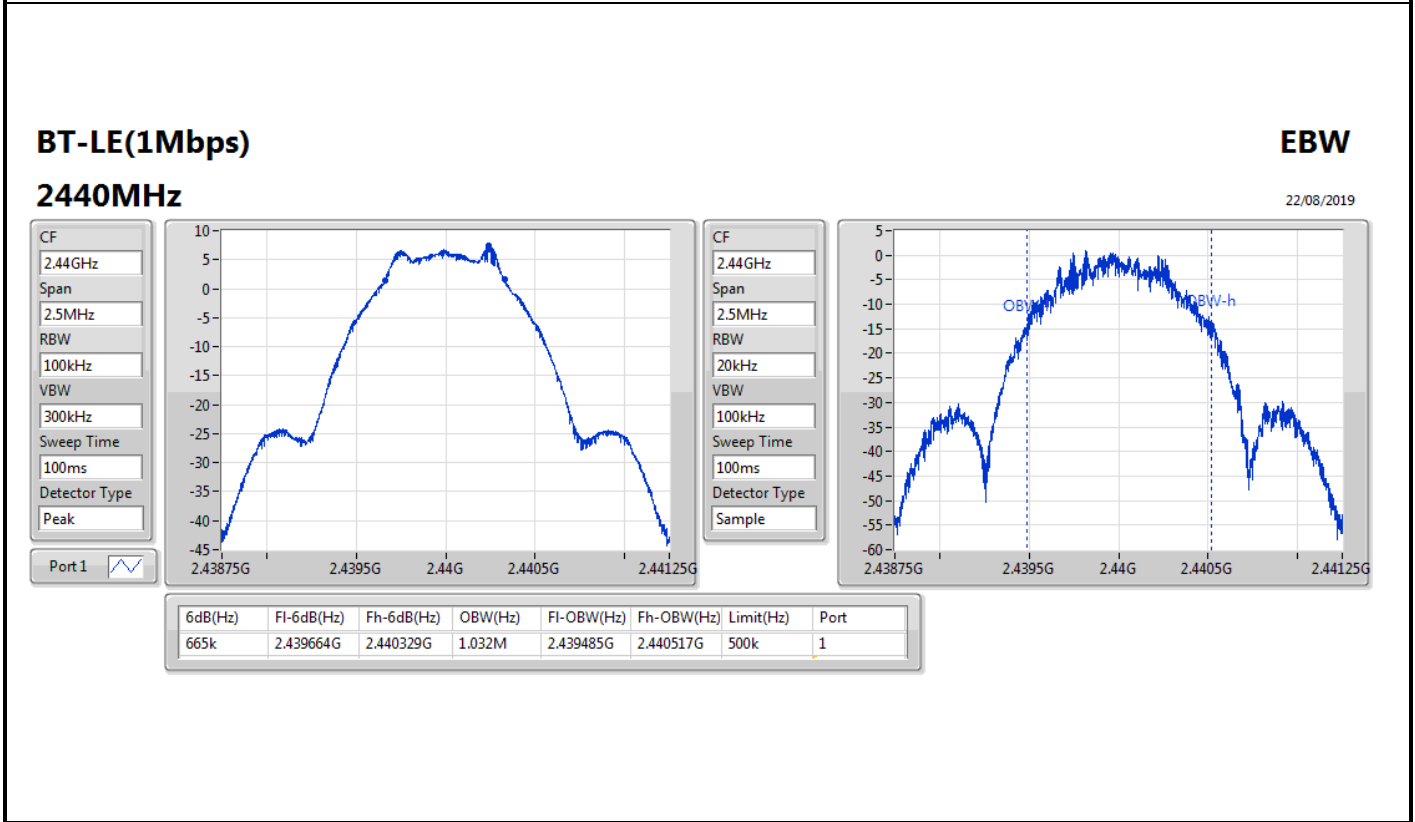 BT-LE(1Mbps)
EBW
2440MHz
22/08/2019
CF
2.44GHz
Span
2.5MHz
RBW
100kHz
VBW
300kHz
Sweep Time
100ms
Detector Type
Peak
Port 1
10
5
0
-5
-10
-15
-20
-25
-30
-35
-40
-45
2.43875G 2.4395G 2.44G 2.4405G 2.44125G
CF
2.44GHz
Span
2.5MHz
RBW
20kHz
VBW
100kHz
Sweep Time
100ms
Detector Type
Sample
5
0
-5
-10
-15
-20
-25
-30
-35
-40
-45
-50
-55
-60
OBW-h
2.43875G 2.4395G 2.44G 2.4405G 2.44125G
6dB(Hz) Fl-6dB(Hz) Fh-6dB(Hz) OBW(Hz) Fl-OBW(Hz) Fh-OBW(Hz) Limit(Hz) Port
665k 2.439664G 2.440329G 1.032M 2.439485G 2.440517G 500k 1